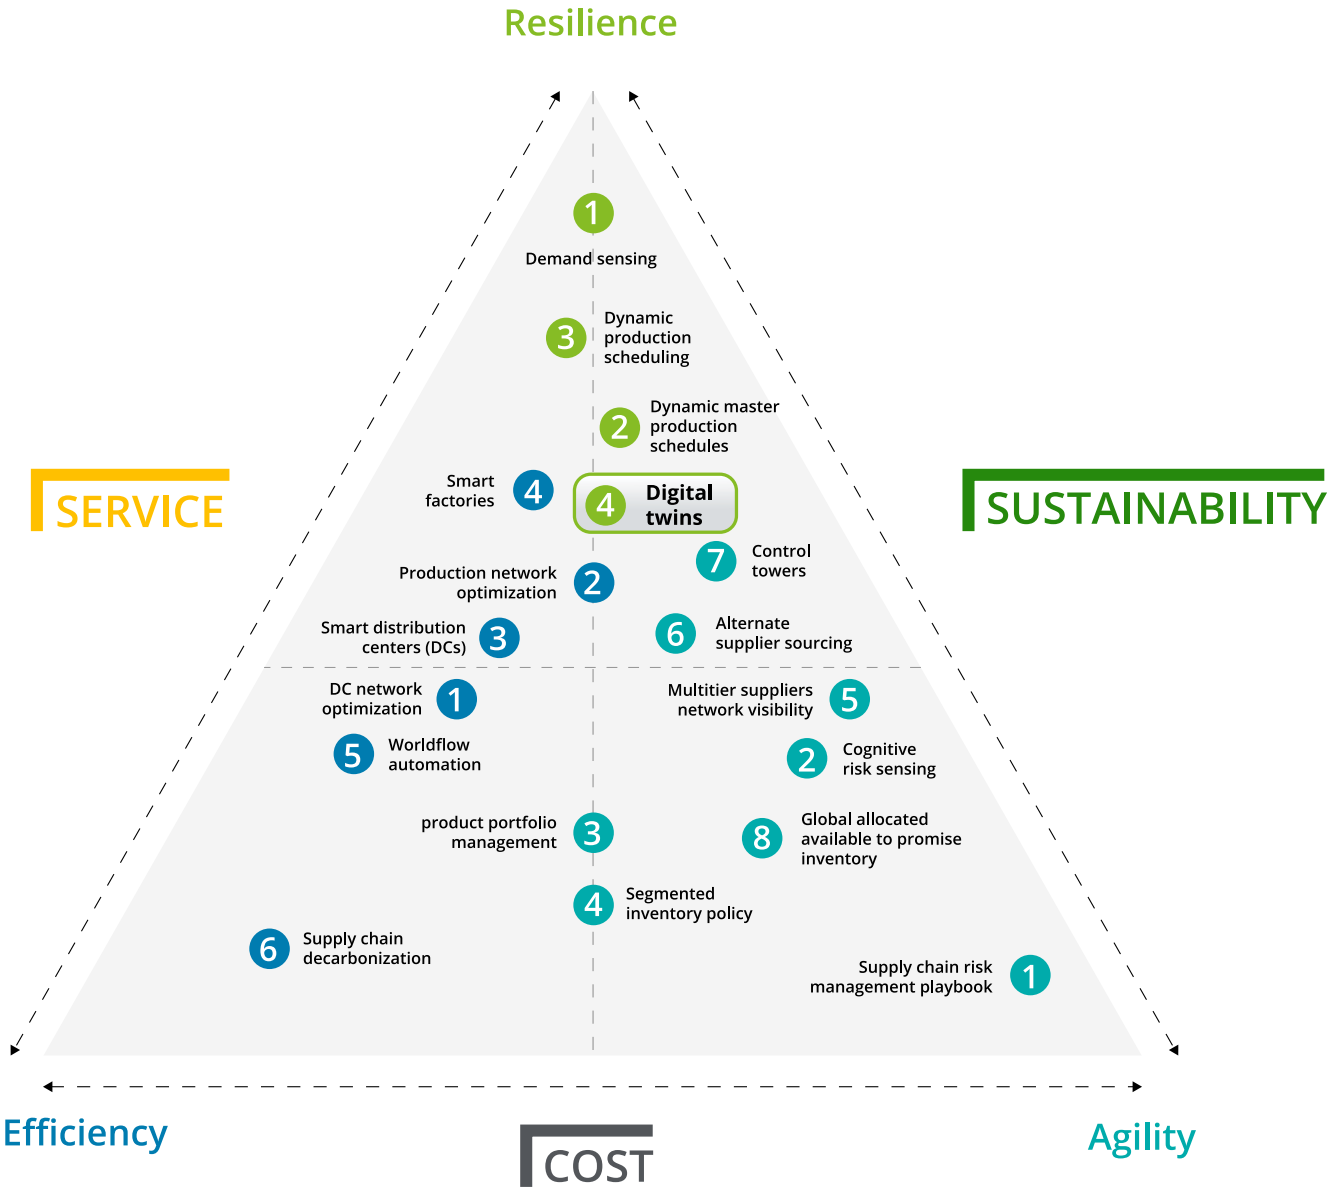 Resilience
1
Demand sensing
3
Dynamic
production
scheduling
2
Dynamic master
production
schedules
Smart
factories
4
4
Digital
twins
SERVICE
SUSTAINABILITY
7
Control
towers
Production network
optimization
2
Smart distribution
centers (DCs)
3
6
Alternate
supplier sourcing
DC network
optimization
1
Multitier suppliers
network visibility
5
5
Worldflow
automation
2
Cognitive
risk sensing
product portfolio
management
3
8
Global allocated
available to promise
inventory
4
Segmented
inventory policy
6
Supply chain
decarbonization
Supply chain risk
management playbook
1
Efficiency
COST
Agility